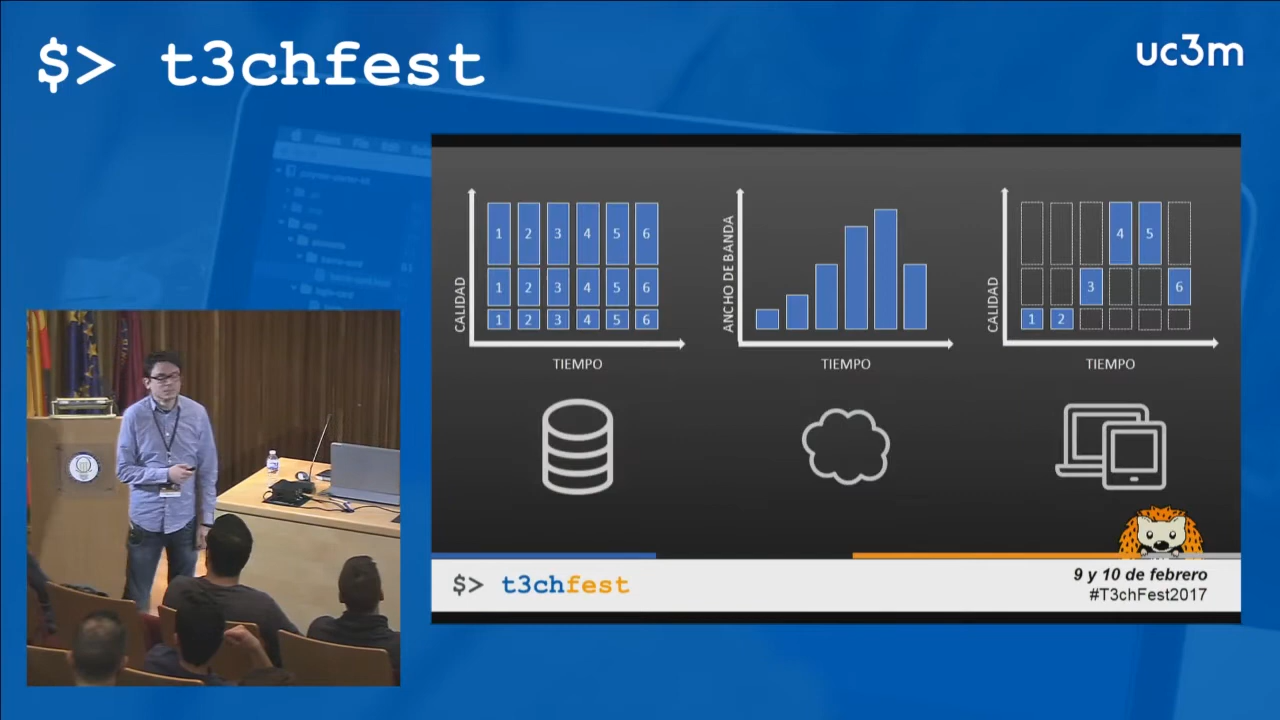 $> t3chfest
uc3m
CALIDAD
1 2 3 4 5 6
1 2 3 4 5 6
1 2 3 4 5 6
TIEMPO
ANCHO DE BANDA
TIEMPO
CALIDAD
4 5
3 6
1 2
TIEMPO
$> t3chfest
9 y 10 de febrero
#T3chFest2017